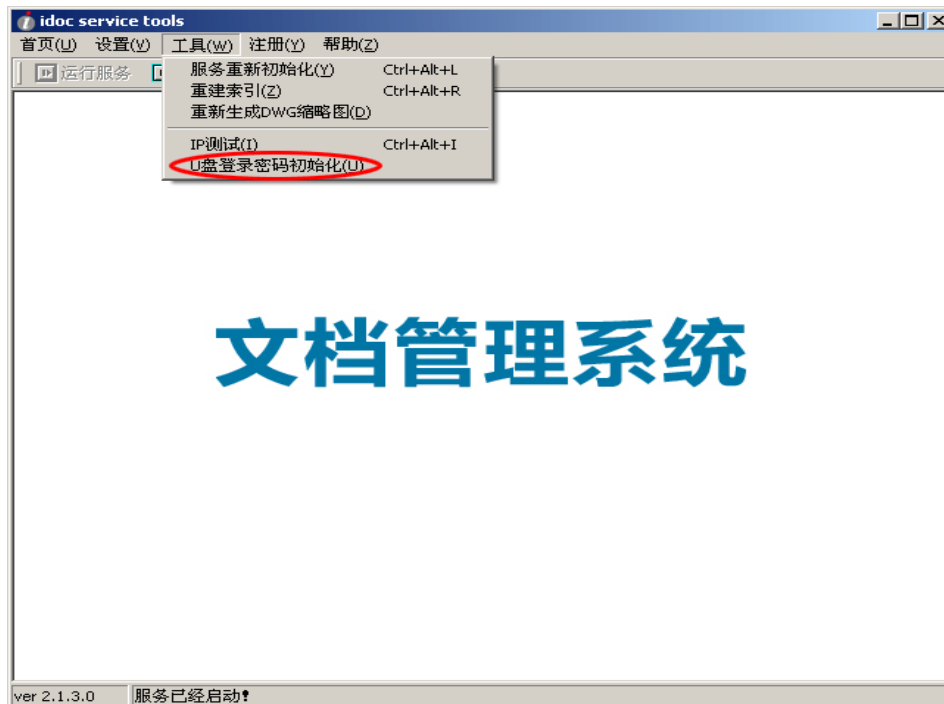 idoc service tools
首页(U) 设置(V) 工具(W) 注册(Y) 帮助(Z)
运行服务
服务重新初始化(Y) Ctrl+Alt+L
重建索引(Z) Ctrl+Alt+R
重新生成DWG缩略图(D)
IP测试(I) Ctrl+Alt+I
U盘登录密码初始化(U)
文档管理系统
ver 2.1.3.0 服务已经启动!